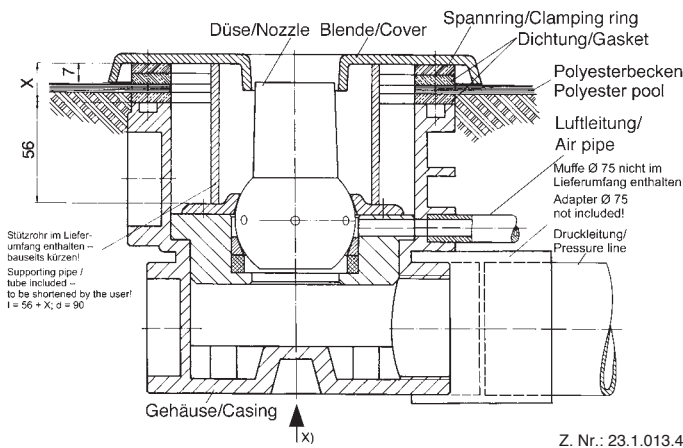 Spannring/Clamping ring
Düse/Nozzle Blende/Cover
Dichtung/Gasket
Polyesterbecken
Polyester pool
Luftleitung/
Air pipe
Muffe Ø 75 nicht im
Lieferumfang enthalten
Adapter Ø 75
not included!
Druckleitung/
Pressure line
7
X
56
Stützrohr im Liefer-
umfang enthalten –
bauseits kürzen!
Supporting pipe /
tube included –
to be shortened by the user!
l = 56 + X; d = 90
Gehäuse/Casing
X)
Z. Nr.: 23.1.013.4